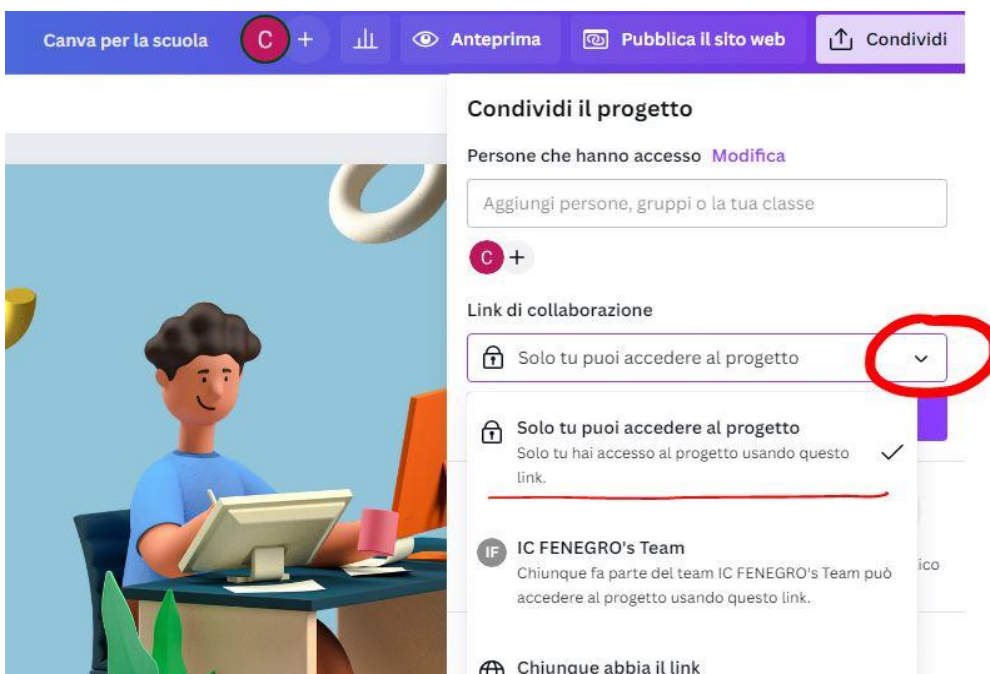 Canva per la scuola
C
+
Anteprima
Pubblica il sito web
Condividi
Condividi il progetto
Persone che hanno accesso Modifica
Aggiungi persone, gruppi o la tua classe
C
+
Link di collaborazione
Solo tu puoi accedere al progetto
Solo tu puoi accedere al progetto
Solo tu hai accesso al progetto usando questo
link.
IF
IC FENEGRO's Team
Chiunque fa parte del team IC FENEGRO's Team può
accedere al progetto usando questo link.
ico
Chiunque abbia il link